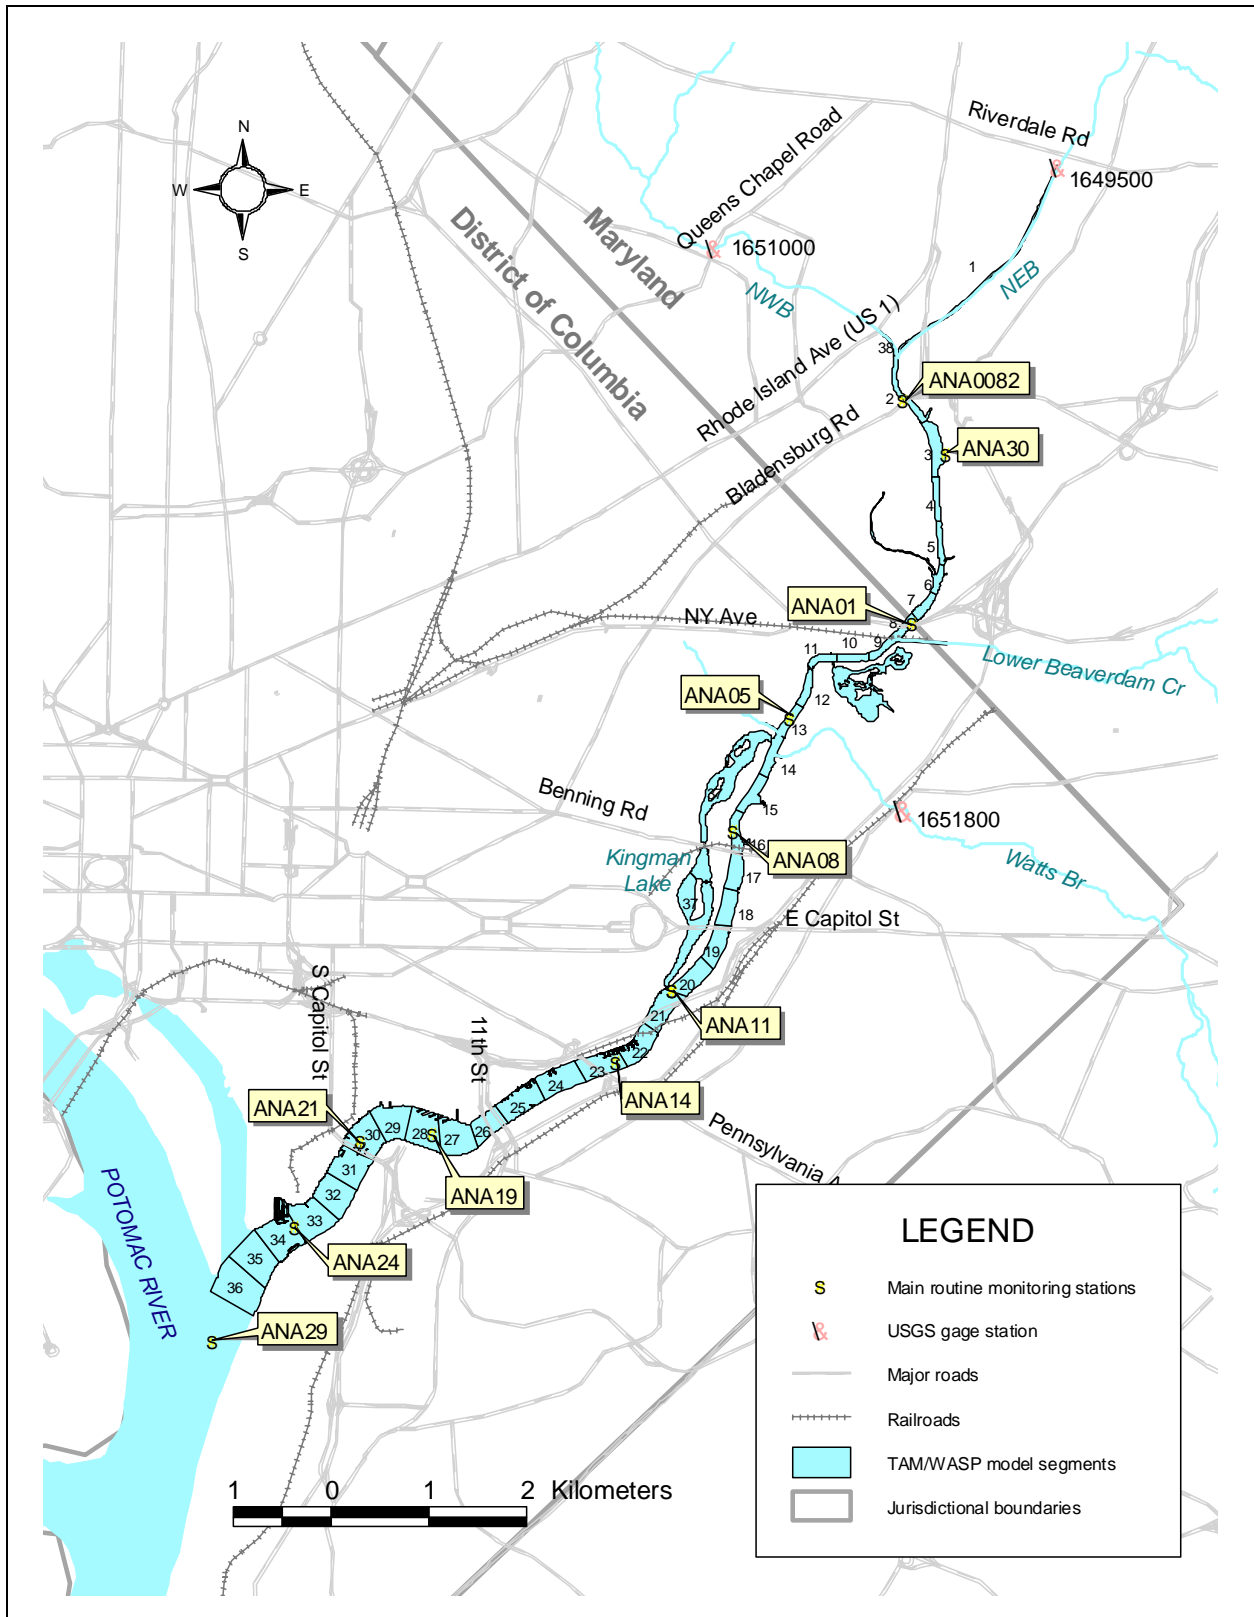 N
W
E
S
Riverdale Rd
Queens Chapel Road
1649500
1651000
Maryland
District of Columbia
1
NEB
NWB
Rhode Island Ave (US 1)
38
ANA0082
2
Bladensburg Rd
ANA30
3
4
5
6
7
ANA01
8
NY Ave
9
10
11
Lower Beaverdam Cr
12
ANA05
13
14
Benning Rd
15
1651800
16
ANA08
Kingman
Lake
Watts Br
17
37
18
E Capitol St
19
20
S Capitol St
11th St
21
ANA11
22
23
24
ANA14
25
ANA21
26
27
28
29
30
Pennsylvania A
31
ANA19
32
33
34
ANA24
35
36
POTOMAC RIVER
ANA29
1 0 1 2 Kilometers
LEGEND
S Main routine monitoring stations
& USGS gage station
Major roads
Railroads
TAM/WASP model segments
Jurisdictional boundaries